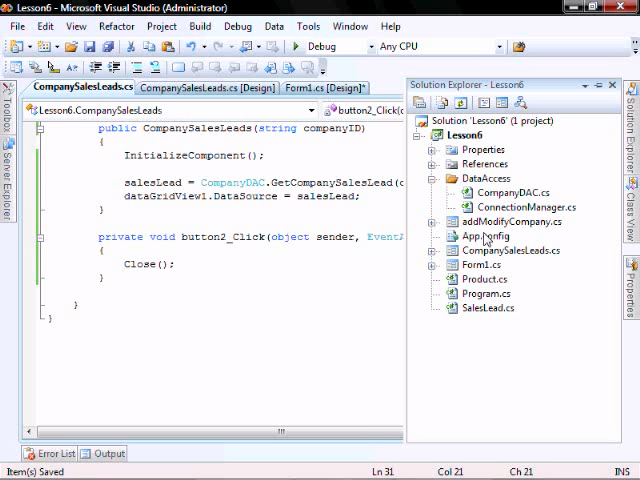 Lesson6 - Microsoft Visual Studio (Administrator)
File Edit View Refactor Project Build Debug Data Tools Window Help
Debug Any CPU
CompanySalesLeads.cs CompanySalesLeads.cs [Design] Form1.cs [Design]*
Lesson6.CompanySalesLeads button2_Click(
public CompanySalesLeads(string companyID)
{
InitializeComponent();
salesLead = CompanyDAC.GetCompanySalesLead(c
dataGridView1.DataSource = salesLead;
}
private void button2_Click(object sender, EventA
{
Close();
}
}
}
Toolbox
Server Explorer
Solution Explorer - Lesson6
Solution 'Lesson6' (1 project)
Lesson6
Properties
References
DataAccess
CompanyDAC.cs
ConnectionManager.cs
addModifyCompany.cs
App.config
CompanySalesLeads.cs
Form1.cs
Product.cs
Program.cs
SalesLead.cs
Solution Explorer
Class View
Properties
Error List Output
Item(s) Saved Ln 31 Col 21 Ch 21 INS